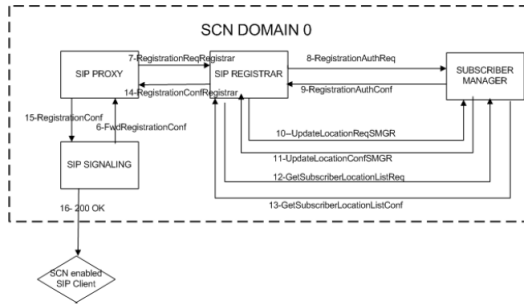 SCN DOMAIN 0
7-RegistrationReqRegistrar
8-RegistrationAuthReq
SIP PROXY
SIP REGISTRAR
SUBSCRIBER
MANAGER
14-RegistrationConfRegistrar
9-RegistrationAuthConf
15-RegistrationConf
6-FwdRegistrationConf
10--UpdateLocationReqSMGR
11-UpdateLocationConfSMGR
SIP SIGNALING
12-GetSubscriberLocationListReq
16- 200 OK
13-GetSubscriberLocationListConf
SCN enabled
SIP Client